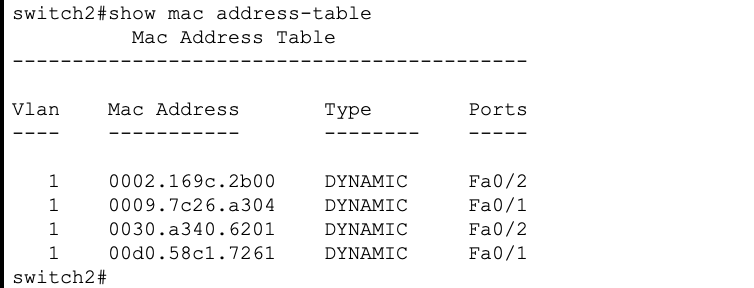 switch2#show mac address-table
          Mac Address Table
-------------------------------------------

Vlan    Mac Address       Type        Ports
----    -----------       --------    -----

   1    0002.169c.2b00    DYNAMIC     Fa0/2
   1    0009.7c26.a304    DYNAMIC     Fa0/1
   1    0030.a340.6201    DYNAMIC     Fa0/2
   1    00d0.58c1.7261    DYNAMIC     Fa0/1
switch2#